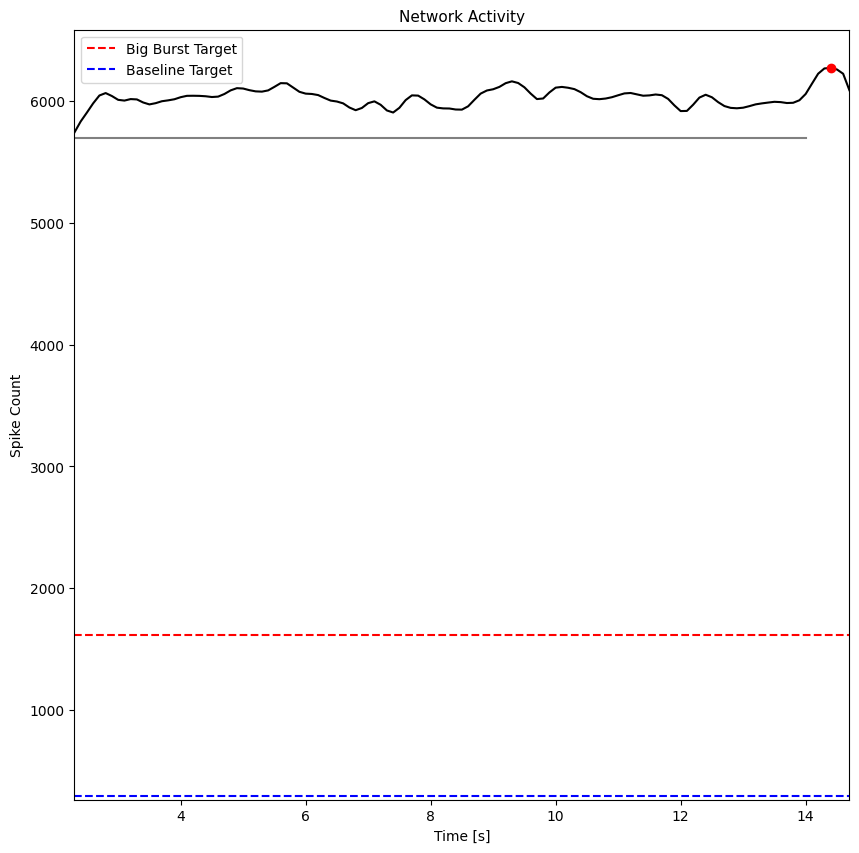 Network Activity
Big Burst Target
Baseline Target
6000
5000
4000
3000
2000
1000
Spike Count
4 6 8 10 12 14
Time [s]